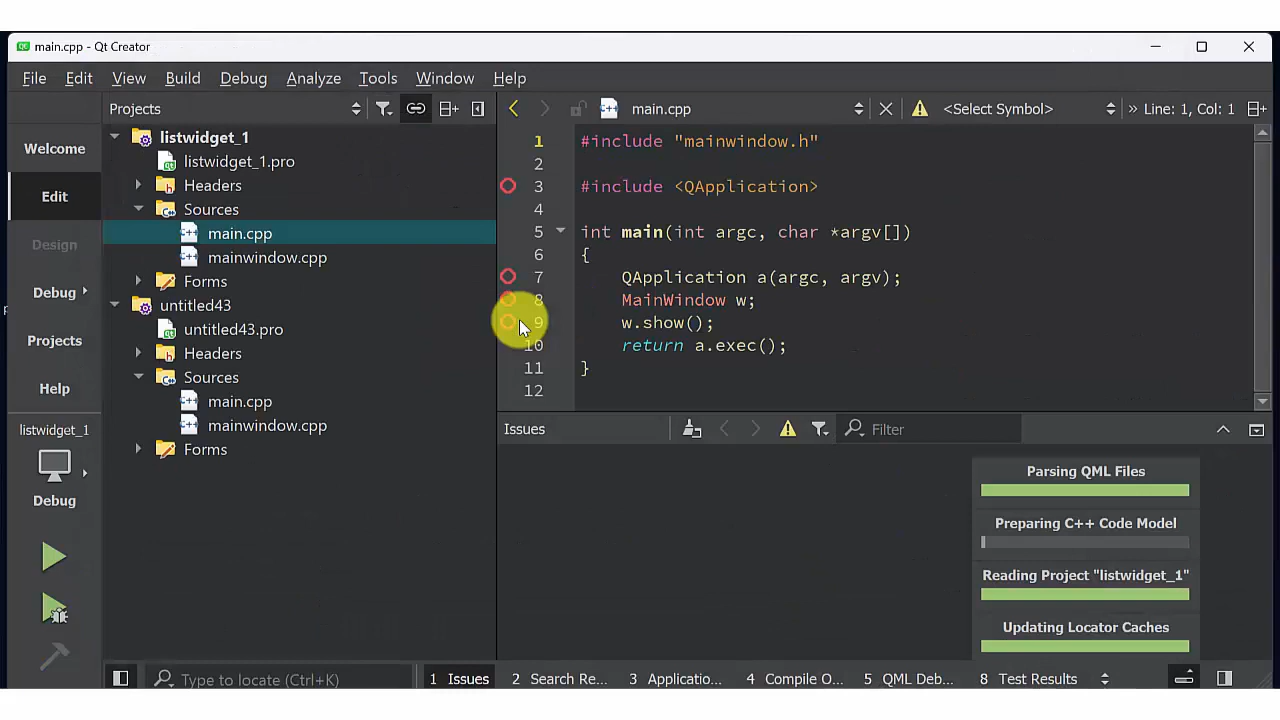 main.cpp - Qt Creator
File Edit View Build Debug Analyze Tools Window Help
Projects
main.cpp
<Select Symbol>
» Line: 1, Col: 1
Welcome
Edit
Design
Debug
Projects
Help
listwidget_1
Debug
listwidget_1
listwidget_1.pro
Headers
Sources
main.cpp
mainwindow.cpp
Forms
untitled43
untitled43.pro
Headers
Sources
main.cpp
mainwindow.cpp
Forms
1 #include "mainwindow.h"
2
3 #include <QApplication>
4
5 int main(int argc, char *argv[])
6 {
7 QApplication a(argc, argv);
8 MainWindow w;
9 w.show();
10 return a.exec();
11 }
12
Issues
Filter
Parsing QML Files
Preparing C++ Code Model
Reading Project "listwidget_1"
Updating Locator Caches
Type to locate (Ctrl+K)
1 Issues
2 Search Re...
3 Applicatio...
4 Compile O...
5 QML Deb...
8 Test Results